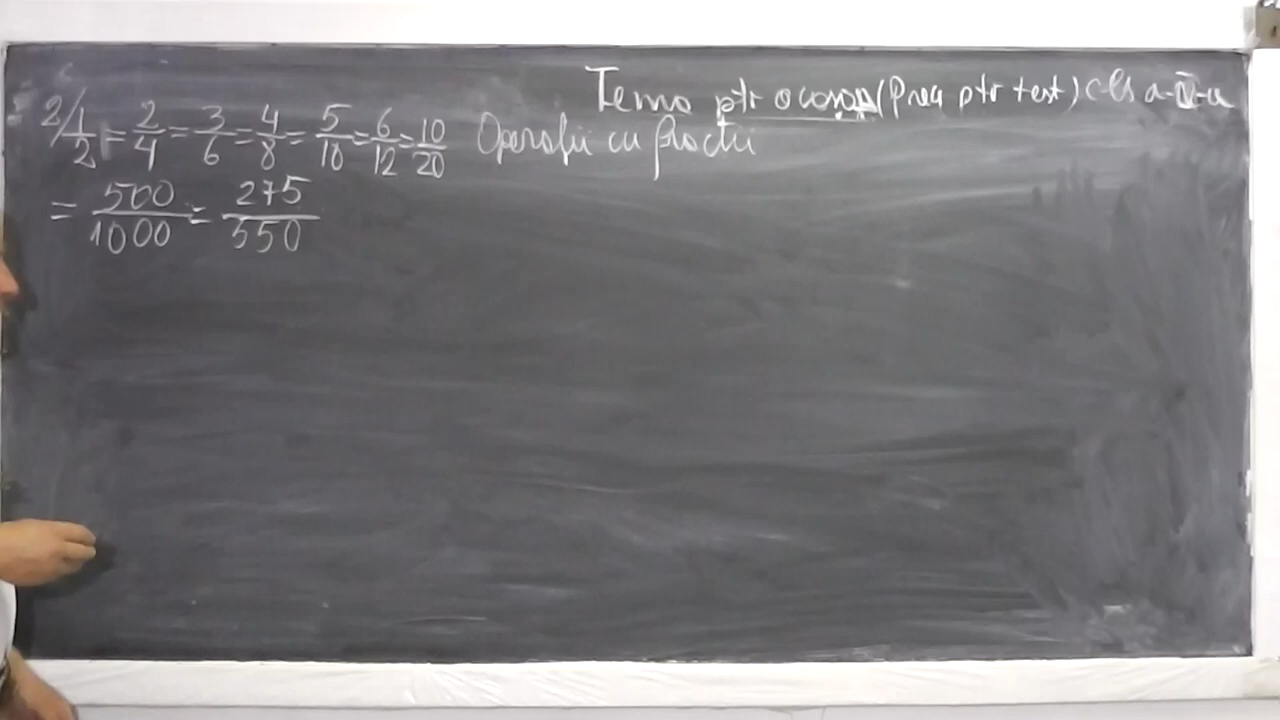 Tema ptr acasa (Preg ptr test) cls a-V-a
2/ 1/2 = 2/4 = 3/6 = 4/8 = 5/10 = 6/12 = 10/20 Operații cu fracții
= 500/1000 = 275/550